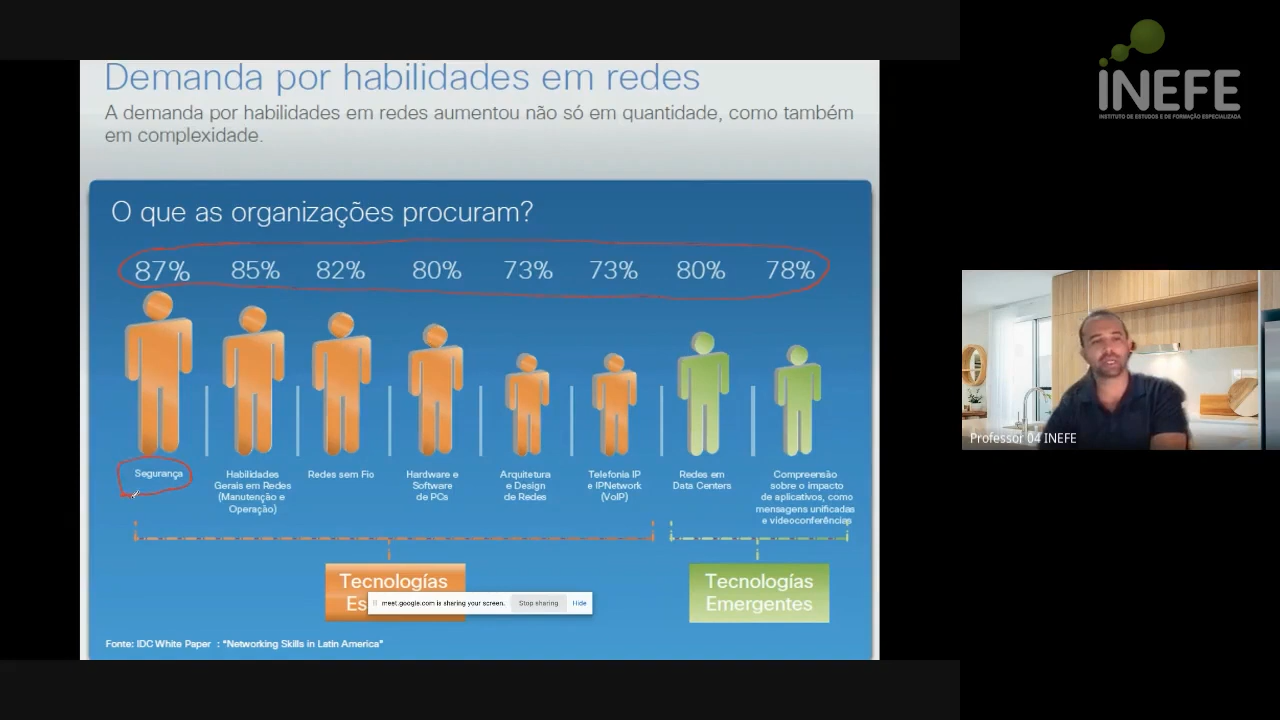 Demanda por habilidades em redes
A demanda por habilidades em redes aumentou não só em quantidade, como também
em complexidade.
O que as organizações procuram?
87% 85% 82% 80% 73% 73% 80% 78%
Segurança
Habilidades
Gerais em Redes
(Manutenção e
Operação)
Redes sem Fio
Hardware e
Software
de PCs
Arquitetura
e Design
de Redes
Telefonia IP
e IPNetwork
(VoIP)
Redes em
Data Centers
Compreensão
sobre o impacto
de aplicativos, como
mensagens unificadas
e videoconferências
Tecnologías
Es
Tecnologías
Emergentes
meet.google.com is sharing your screen. Stop sharing Hide
Fonte: IDC White Paper : "Networking Skills in Latin America"
INEFE
INSTITUTO DE ESTUDOS E DE FORMAÇÃO ESPECIALIZADA
Professor 04 INEFE